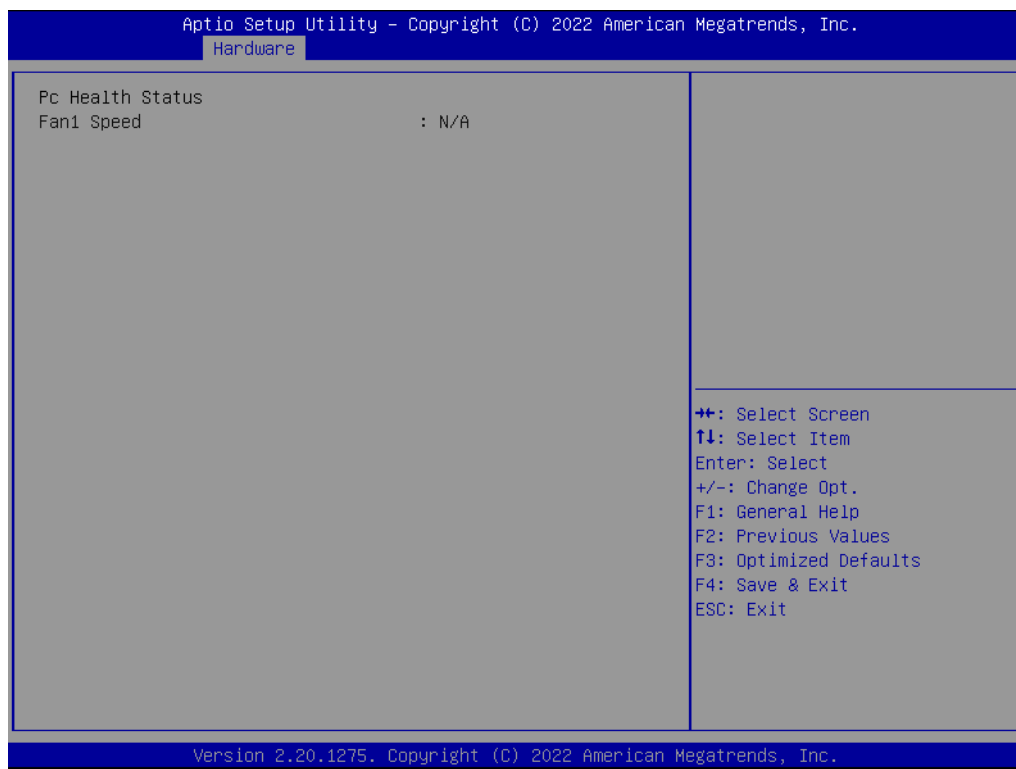 Aptio Setup Utility – Copyright (C) 2022 American Megatrends, Inc.
Hardware
Pc Health Status
Fan1 Speed : N/A
→←: Select Screen
↑↓: Select Item
Enter: Select
+/-: Change Opt.
F1: General Help
F2: Previous Values
F3: Optimized Defaults
F4: Save & Exit
ESC: Exit
Version 2.20.1275. Copyright (C) 2022 American Megatrends, Inc.